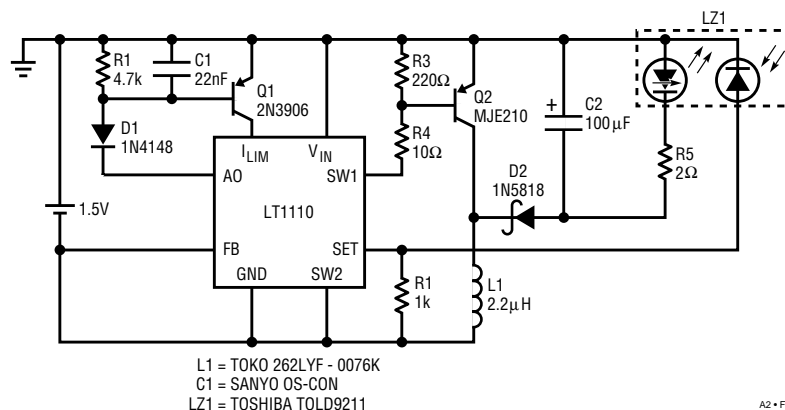 LZ1
R1
4.7k
C1
22nF
Q1
2N3906
R3
220Ω
Q2
MJE210
+
C2
100µF
D1
1N4148
ILIM
VIN
R4
10Ω
AO
SW1
D2
1N5818
R5
2Ω
1.5V
LT1110
FB
SET
GND
SW2
R1
1k
L1
2.2µH
L1 = TOKO 262LYF - 0076K
C1 = SANYO OS-CON
LZ1 = TOSHIBA TOLD9211
A2 • F